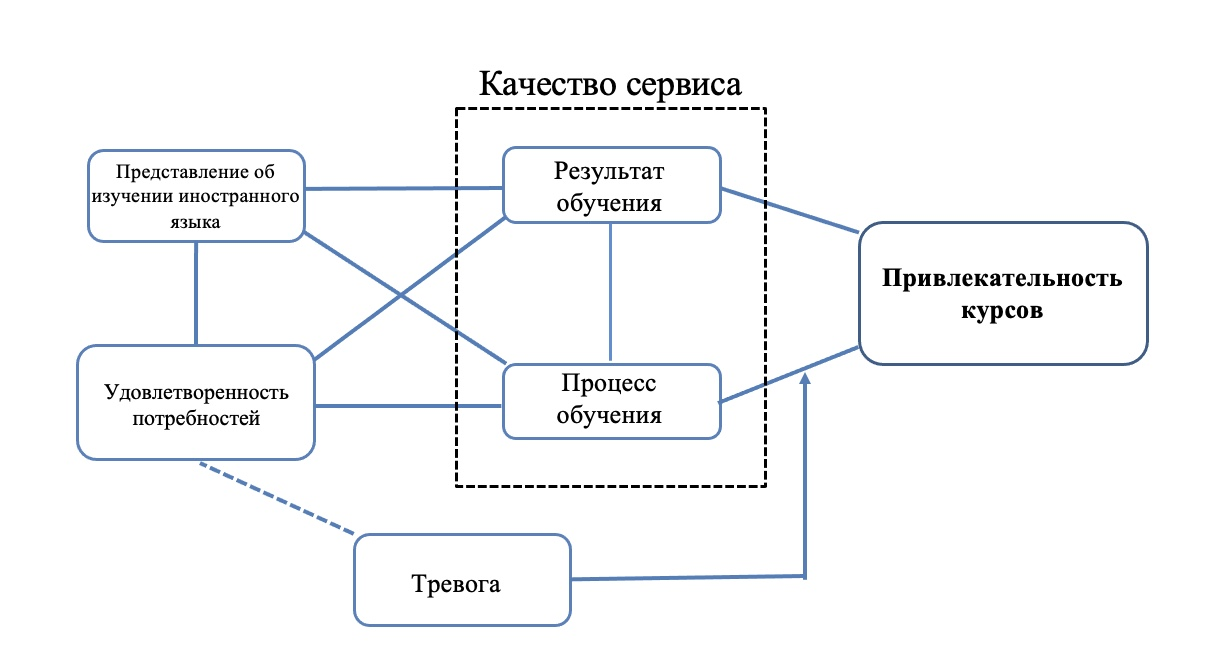 Качество сервиса
Представление об
изучении иностранного
языка
Результат
обучения
Привлекательность
курсов
Удовлетворенность
потребностей
Процесс
обучения
Тревога